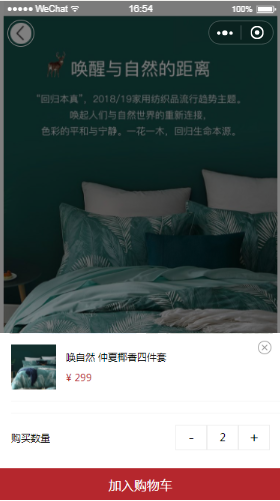 WeChat 16:54 100%
唤醒与自然的距离
“回归本真”，2018/19家用纺织品流行趋势主题。
唤起人们与自然世界的重新连接，
色彩的平和与宁静。一花一木，回归生命本源。
唤自然 仲夏椰香四件套
¥ 299
购买数量 - 2 +
加入购物车